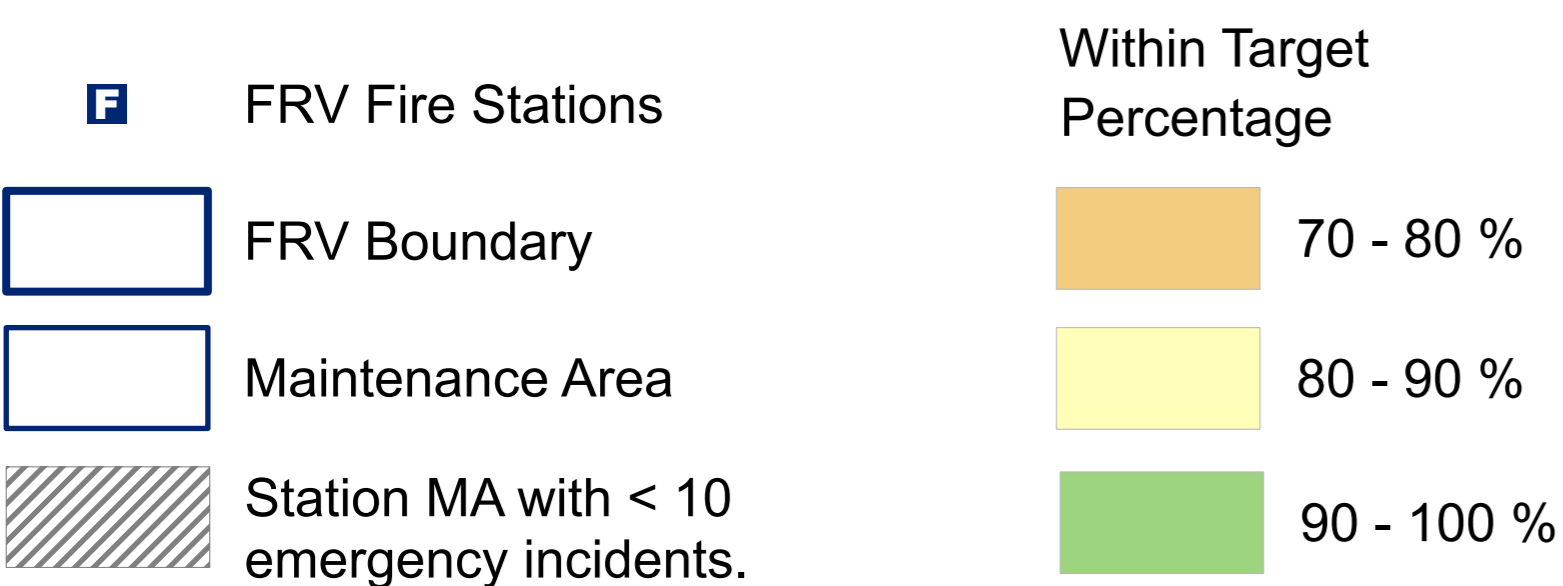 F FRV Fire Stations
FRV Boundary
Maintenance Area
Station MA with < 10
emergency incidents.
Within Target
Percentage
70 - 80 %
80 - 90 %
90 - 100 %